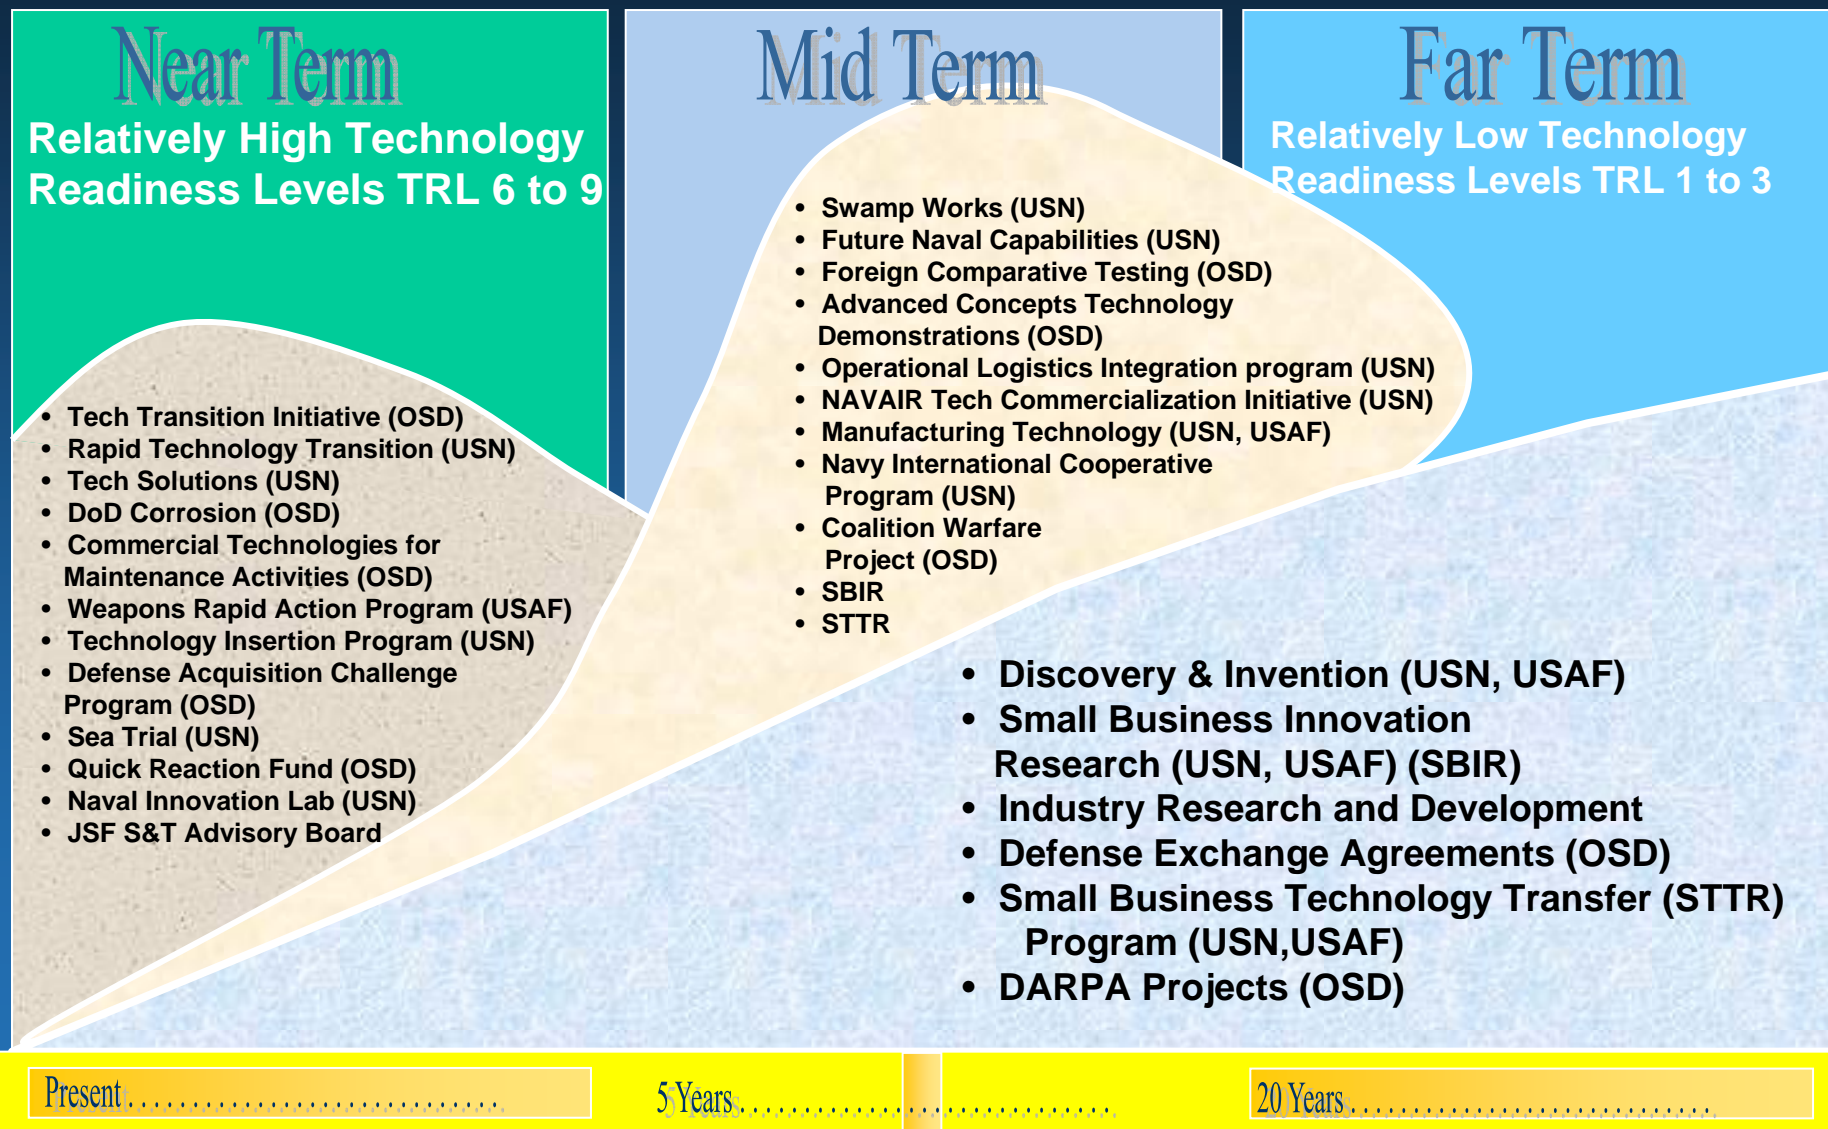 Near Term
Relatively High Technology
Readiness Levels TRL 6 to 9
• Tech Transition Initiative (OSD)
• Rapid Technology Transition (USN)
• Tech Solutions (USN)
• DoD Corrosion (OSD)
• Commercial Technologies for
Maintenance Activities (OSD)
• Weapons Rapid Action Program (USAF)
• Technology Insertion Program (USN)
• Defense Acquisition Challenge
Program (OSD)
• Sea Trial (USN)
• Quick Reaction Fund (OSD)
• Naval Innovation Lab (USN)
• JSF S&T Advisory Board
Mid Term
• Swamp Works (USN)
• Future Naval Capabilities (USN)
• Foreign Comparative Testing (OSD)
• Advanced Concepts Technology
Demonstrations (OSD)
• Operational Logistics Integration program (USN)
• NAVAIR Tech Commercialization Initiative (USN)
• Manufacturing Technology (USN, USAF)
• Navy International Cooperative
Program (USN)
• Coalition Warfare
Project (OSD)
• SBIR
• STTR
Far Term
Relatively Low Technology
Readiness Levels TRL 1 to 3
• Discovery & Invention (USN, USAF)
• Small Business Innovation
Research (USN, USAF) (SBIR)
• Industry Research and Development
• Defense Exchange Agreements (OSD)
• Small Business Technology Transfer (STTR)
Program (USN,USAF)
• DARPA Projects (OSD)
Present . . . . . . . . . . . . . . . . . . . . . . . . . . . . .
5 Years . . . . . . . . . . . . . . . . . . . . . . . . . . . . .
20 Years . . . . . . . . . . . . . . . . . . . . . . . . . . . . .